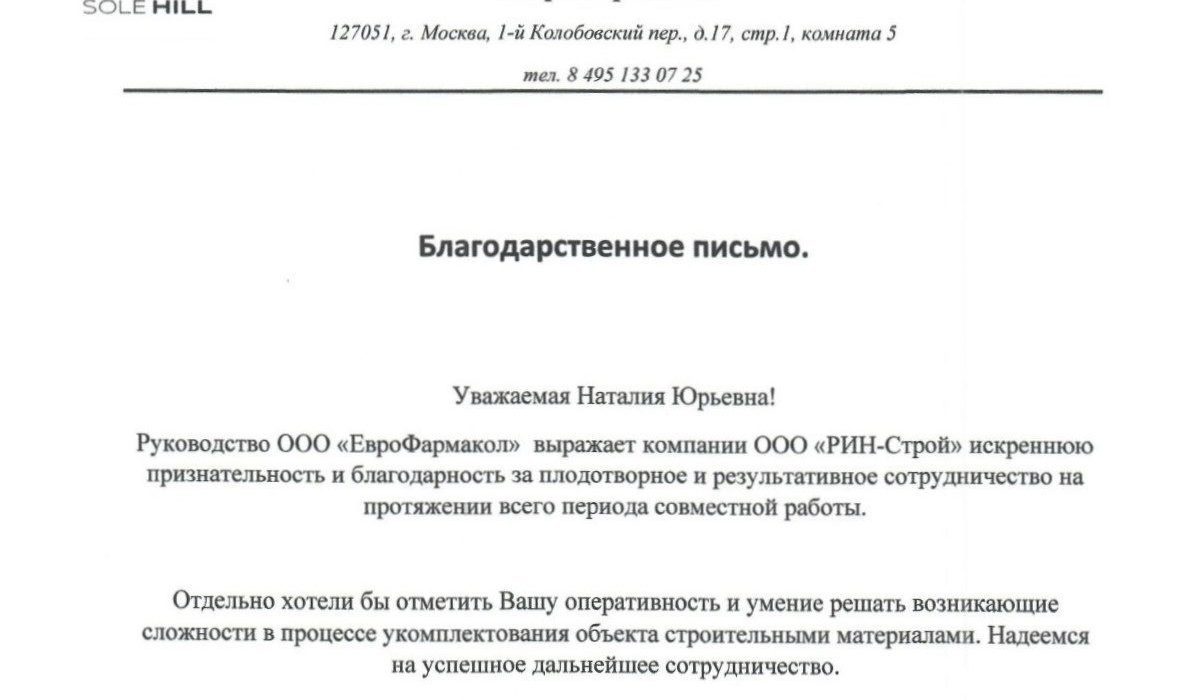 SOLE HILL
127051, г. Москва, 1-й Колобовский пер., д.17, стр.1, комната 5
тел. 8 495 133 07 25
Благодарственное письмо.
Уважаемая Наталия Юрьевна!
Руководство ООО «ЕвроФармакол» выражает компании ООО «РИН-Строй» искреннюю
признательность и благодарность за плодотворное и результативное сотрудничество на
протяжении всего периода совместной работы.
Отдельно хотели бы отметить Вашу оперативность и умение решать возникающие
сложности в процессе укомплектования объекта строительными материалами. Надеемся
на успешное дальнейшее сотрудничество.